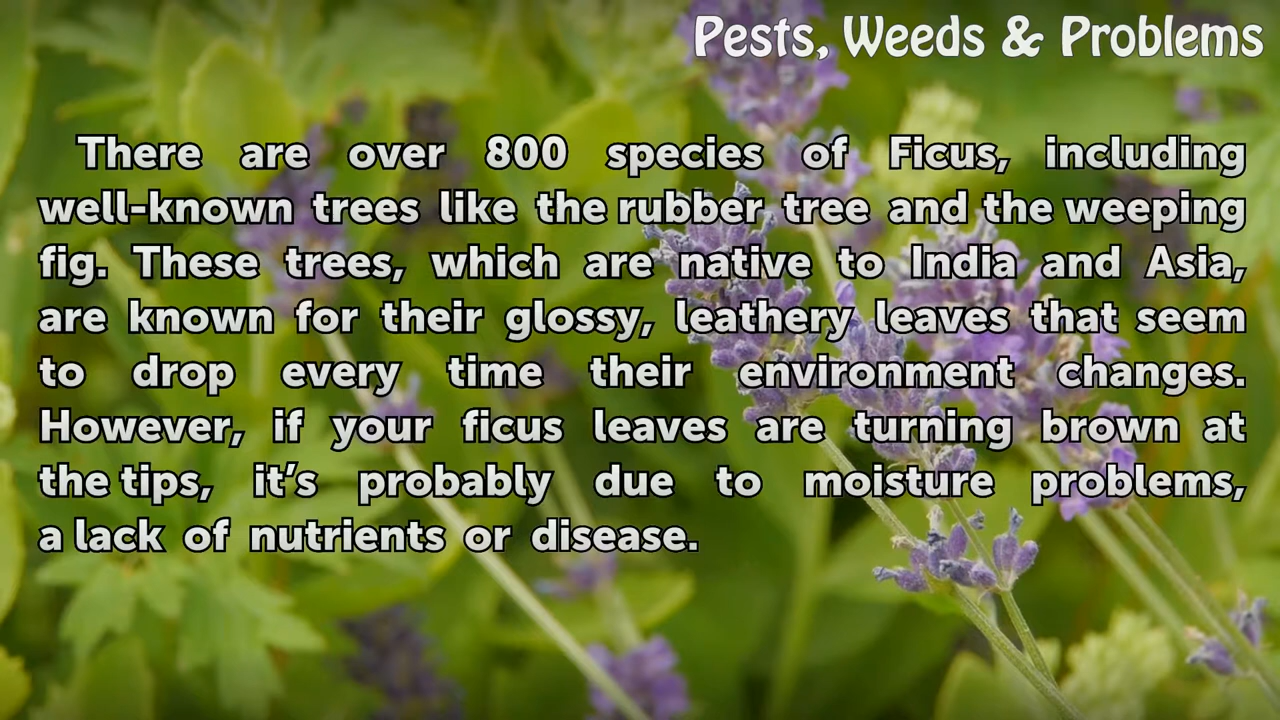 Pests, Weeds & Problems
There are over 800 species of Ficus, including
well-known trees like the rubber tree and the weeping
fig. These trees, which are native to India and Asia,
are known for their glossy, leathery leaves that seem
to drop every time their environment changes.
However, if your ficus leaves are turning brown at
the tips, it’s probably due to moisture problems,
a lack of nutrients or disease.